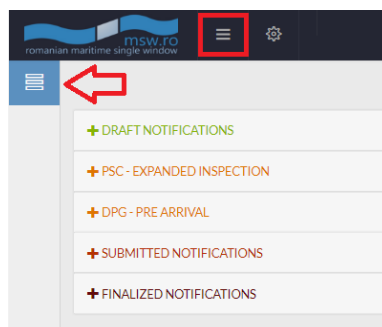 msw.ro
romanian maritime single window
+ DRAFT NOTIFICATIONS
+ PSC - EXPANDED INSPECTION
+ DPG - PRE ARRIVAL
+ SUBMITTED NOTIFICATIONS
+ FINALIZED NOTIFICATIONS